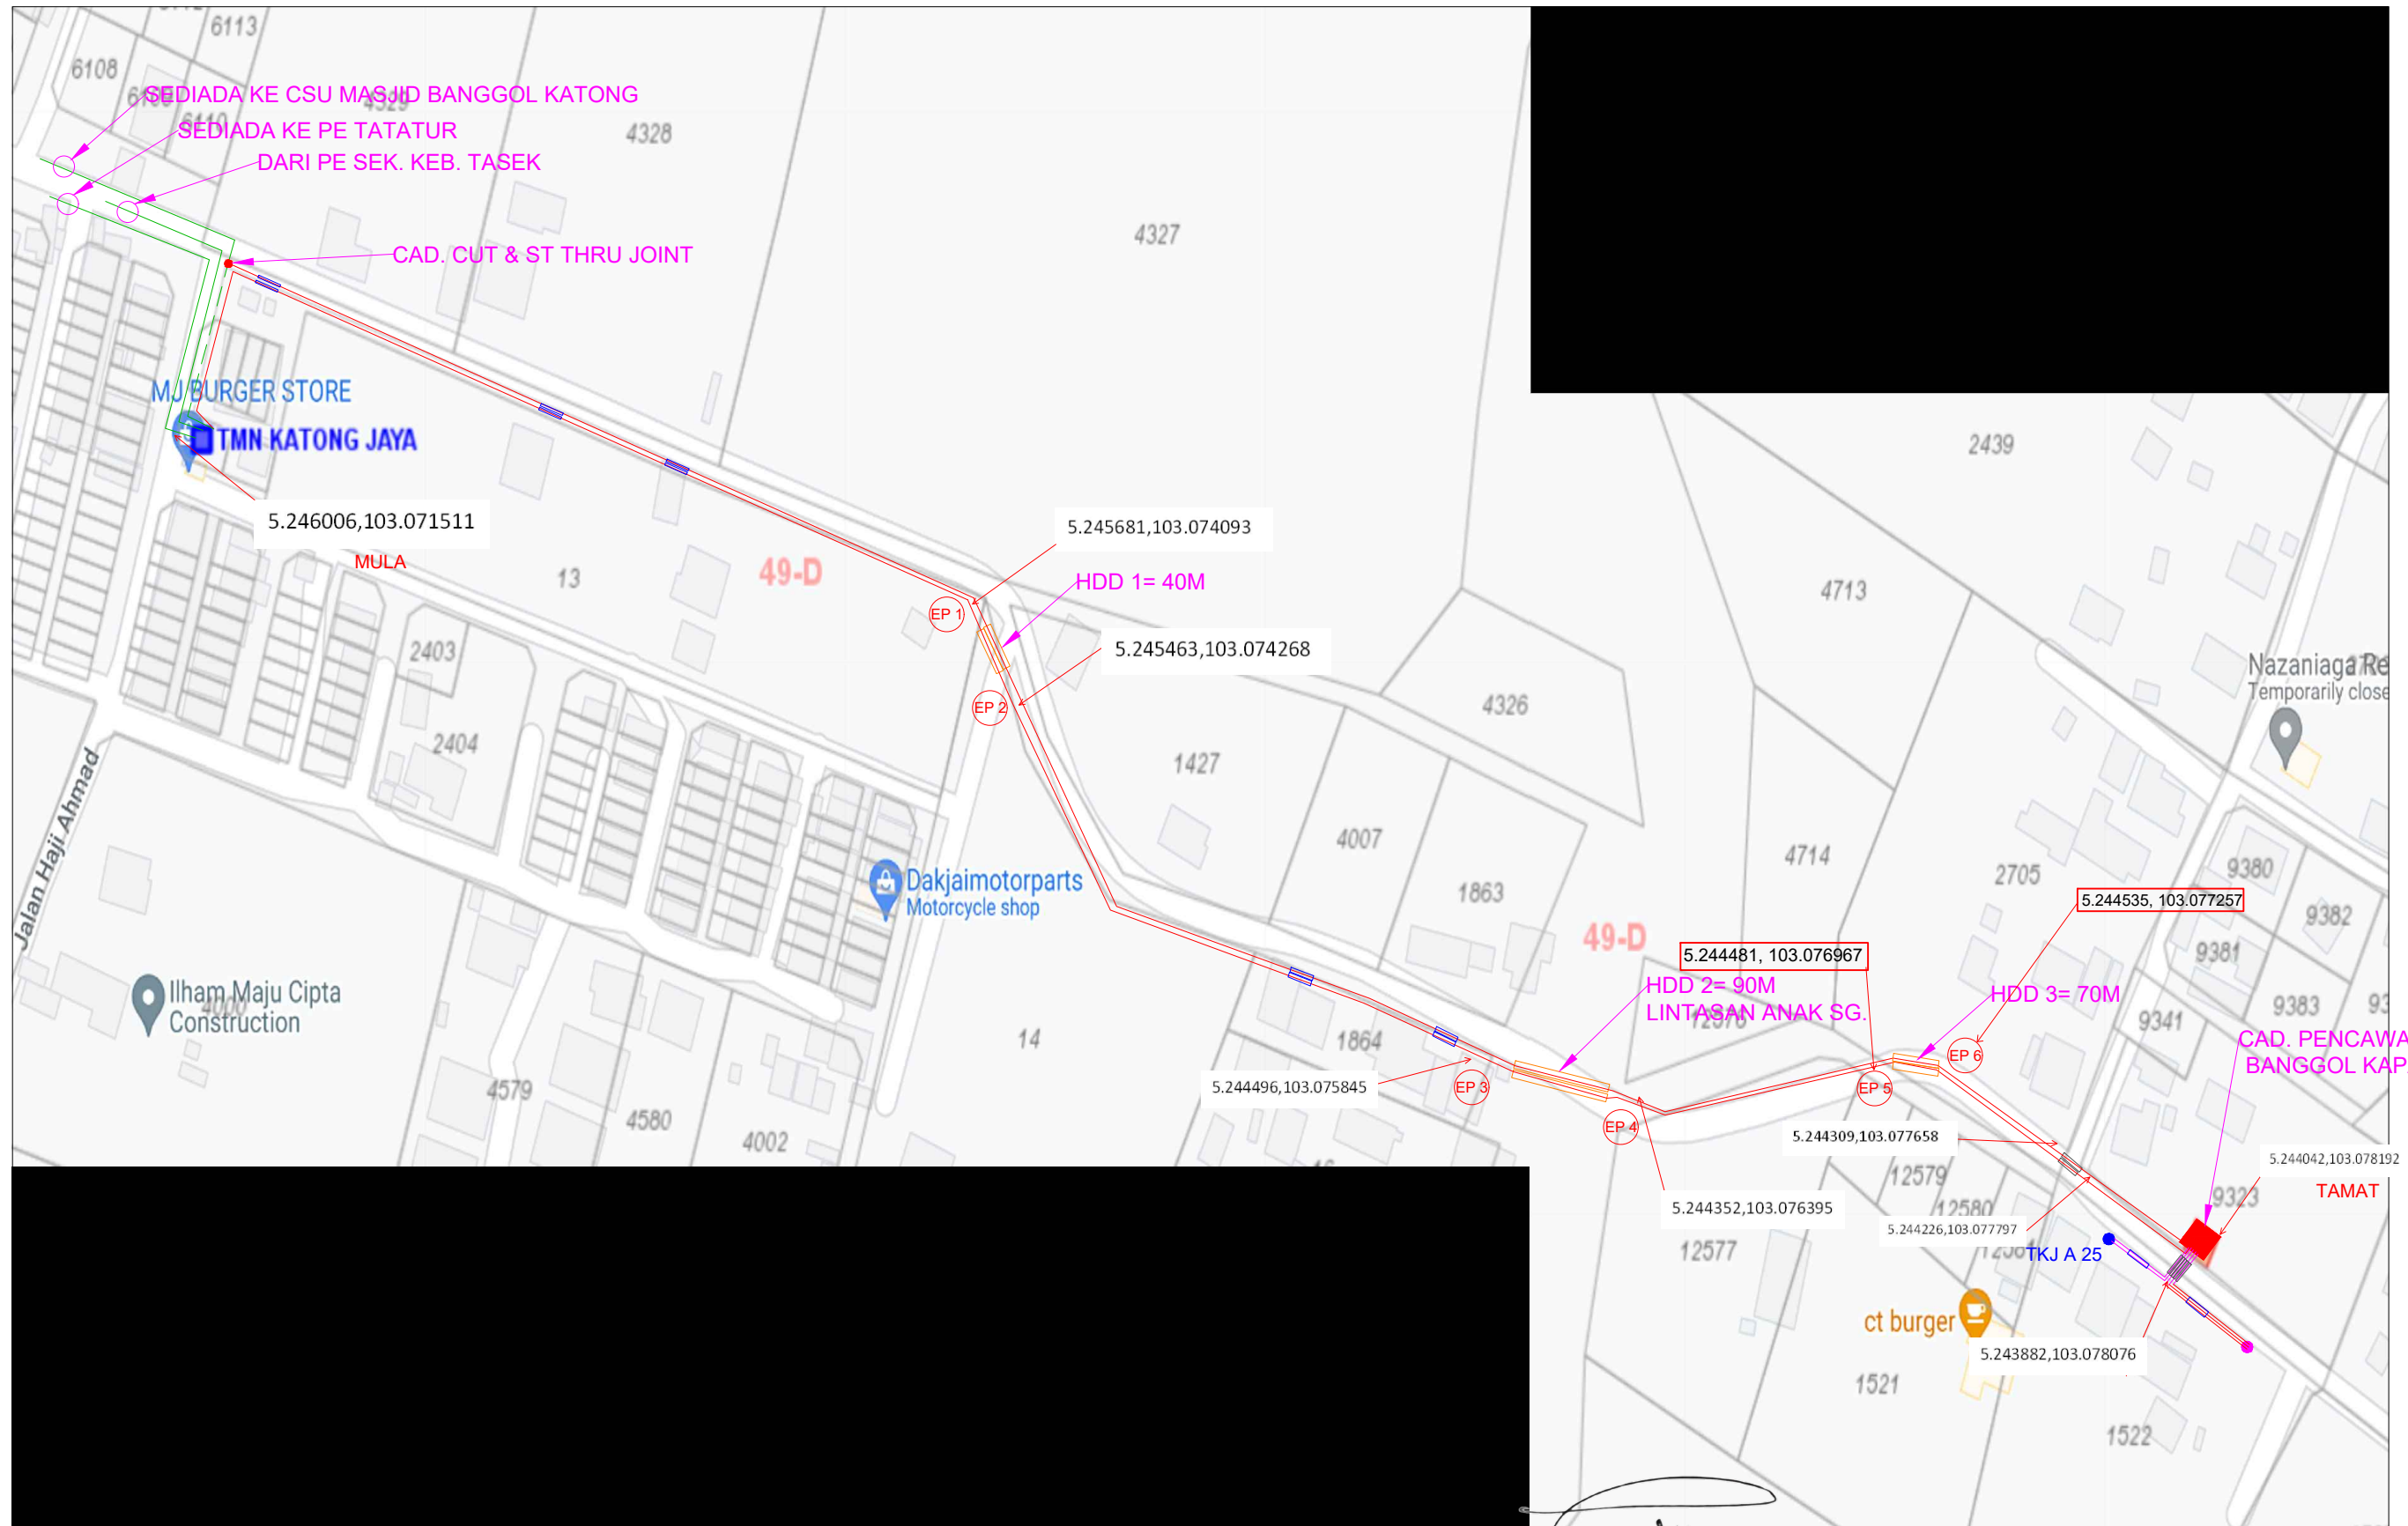 6113
6108
SEDIADA KE CSU MASJID BANGGOL KATONG
4329
6110
SEDIADA KE PE TATATUR
4328
DARI PE SEK. KEB. TASEK
4327
CAD. CUT & ST THRU JOINT
MJ BURGER STORE
TMN KATONG JAYA
2439
5.246006,103.071511
MULA
5.245681,103.074093
13
49-D
HDD 1= 40M
EP 1
4713
5.245463,103.074268
2403
Nazaniaga Re
Temporarily close
EP 2
4326
2404
1427
Jalan Haji Ahmad
4007
4714
Dakjaimotorparts
Motorcycle shop
1863
2705
9380
5.244535, 103.077257
9382
49-D
5.244481, 103.076967
9381
HDD 2= 90M
LINTASAN ANAK SG.
HDD 3= 70M
Ilham Maju Cipta
Construction
4000
9383
93
9341
14
1864
CAD. PENCAWA
BANGGOL KAP
EP 6
5.244496,103.075845
EP 3
EP 5
4579
4580
4002
EP 4
5.244309,103.077658
5.244042,103.078192
TAMAT
12579
9323
12580
5.244352,103.076395
5.244226,103.077797
12577
TKJ A 25
ct burger
5.243882,103.078076
1521
1522